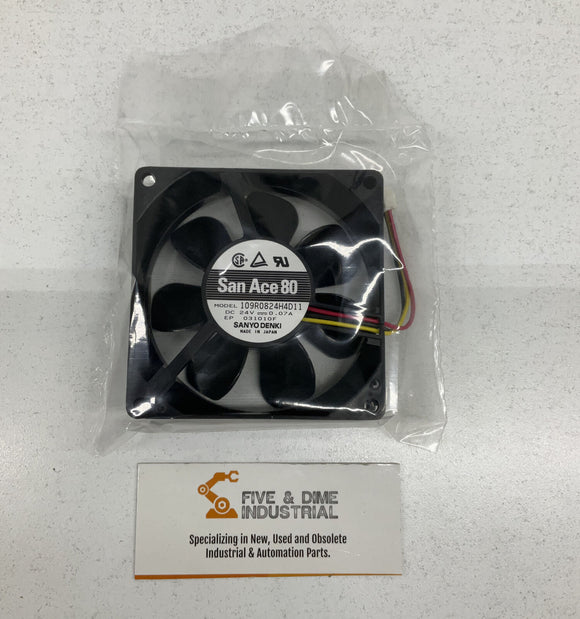 San Ace 80
MODEL 109R0824H4D11
DC 24V ⎓ 0.07A
EP 031010F
SANYO DENKI
MADE IN JAPAN
FIVE & DIME
INDUSTRIAL
Specializing in New, Used and Obsolete
Industrial & Automation Parts.